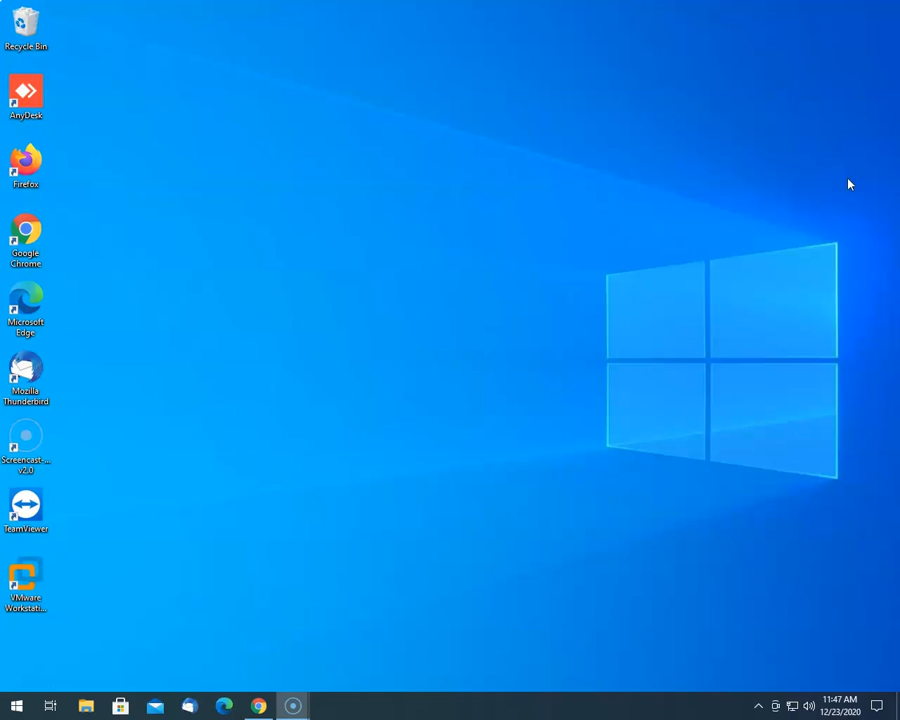 Recycle Bin
AnyDesk
Firefox
Google
Chrome
Microsoft
Edge
Mozilla
Thunderbird
Screencast-...
v2.0
TeamViewer
VMware
Workstati...
11:47 AM
12/23/2020